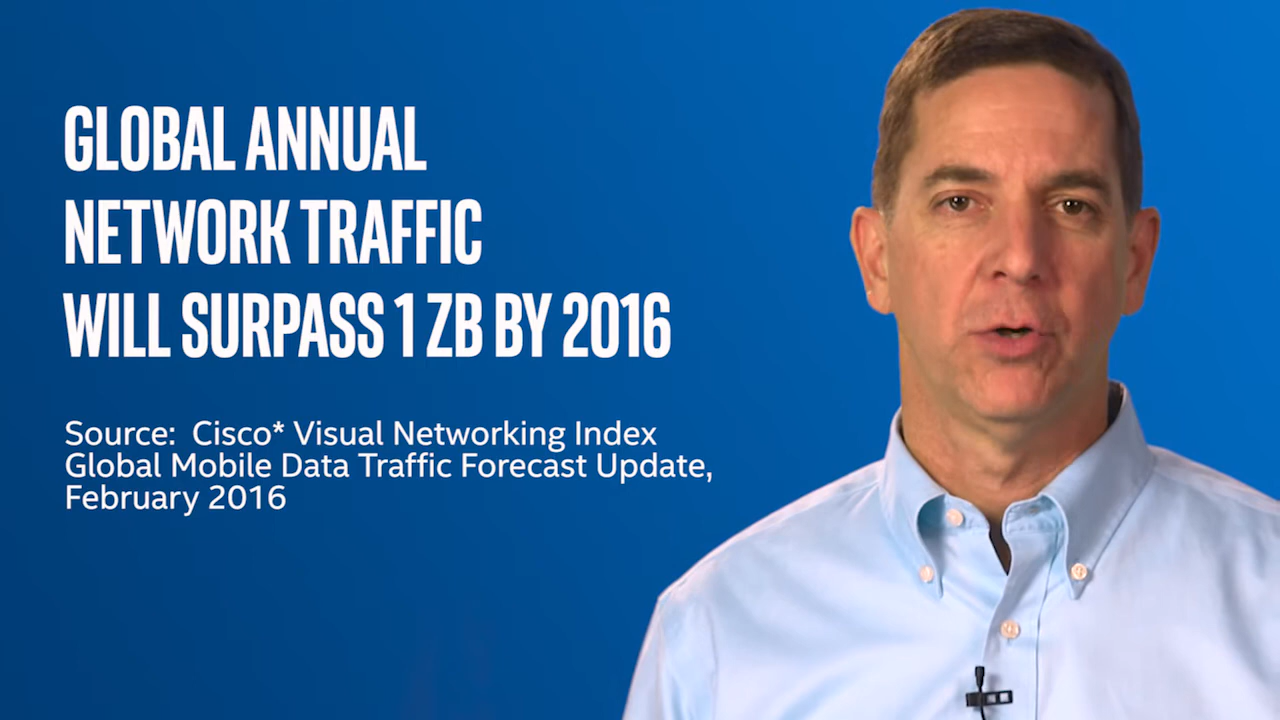 GLOBAL ANNUAL
NETWORK TRAFFIC
WILL SURPASS 1 ZB BY 2016
Source: Cisco* Visual Networking Index
Global Mobile Data Traffic Forecast Update,
February 2016